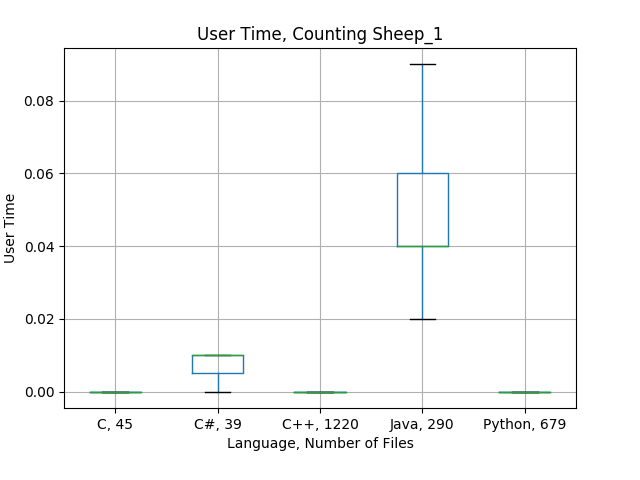 User Time, Counting Sheep_1
User Time
0.08
0.06
0.04
0.02
0.00
C, 45
C#, 39
C++, 1220
Java, 290
Python, 679
Language, Number of Files